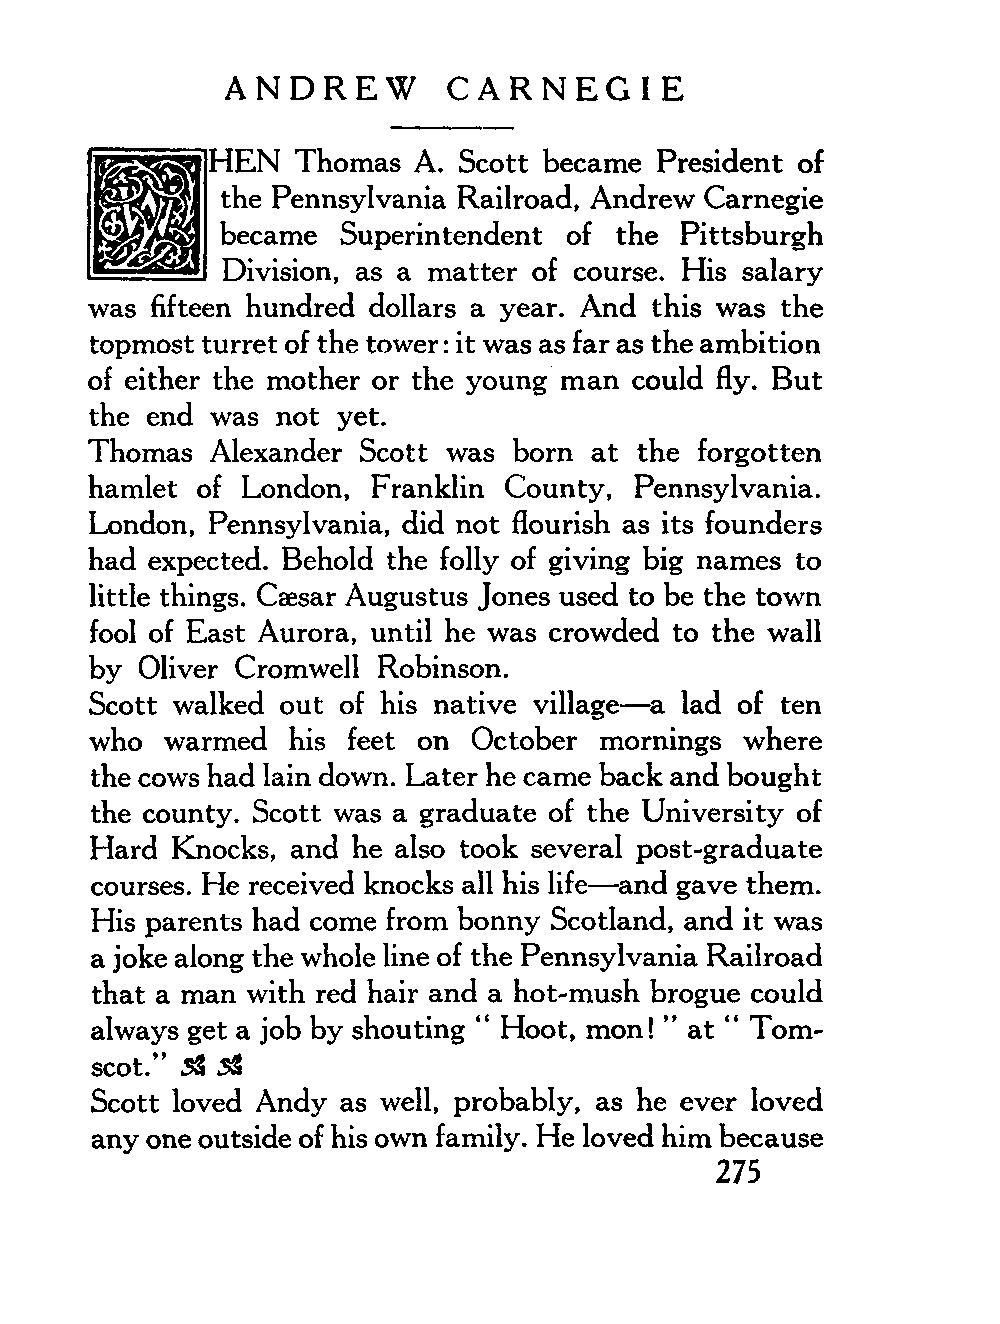 ANDREW CARNEGIE
WHEN Thomas A. Scott became President of
the Pennsylvania Railroad, Andrew Carnegie
became Superintendent of the Pittsburgh
Division, as a matter of course. His salary
was fifteen hundred dollars a year. And this was the
topmost turret of the tower: it was as far as the ambition
of either the mother or the young man could fly. But
the end was not yet.
Thomas Alexander Scott was born at the forgotten
hamlet of London, Franklin County, Pennsylvania.
London, Pennsylvania, did not flourish as its founders
had expected. Behold the folly of giving big names to
little things. Cæsar Augustus Jones used to be the town
fool of East Aurora, until he was crowded to the wall
by Oliver Cromwell Robinson.
Scott walked out of his native village—a lad of ten
who warmed his feet on October mornings where
the cows had lain down. Later he came back and bought
the county. Scott was a graduate of the University of
Hard Knocks, and he also took several post-graduate
courses. He received knocks all his life—and gave them.
His parents had come from bonny Scotland, and it was
a joke along the whole line of the Pennsylvania Railroad
that a man with red hair and a hot-mush brogue could
always get a job by shouting “ Hoot, mon! ” at “ Tom-
scot.”
Scott loved Andy as well, probably, as he ever loved
any one outside of his own family. He loved him because
275